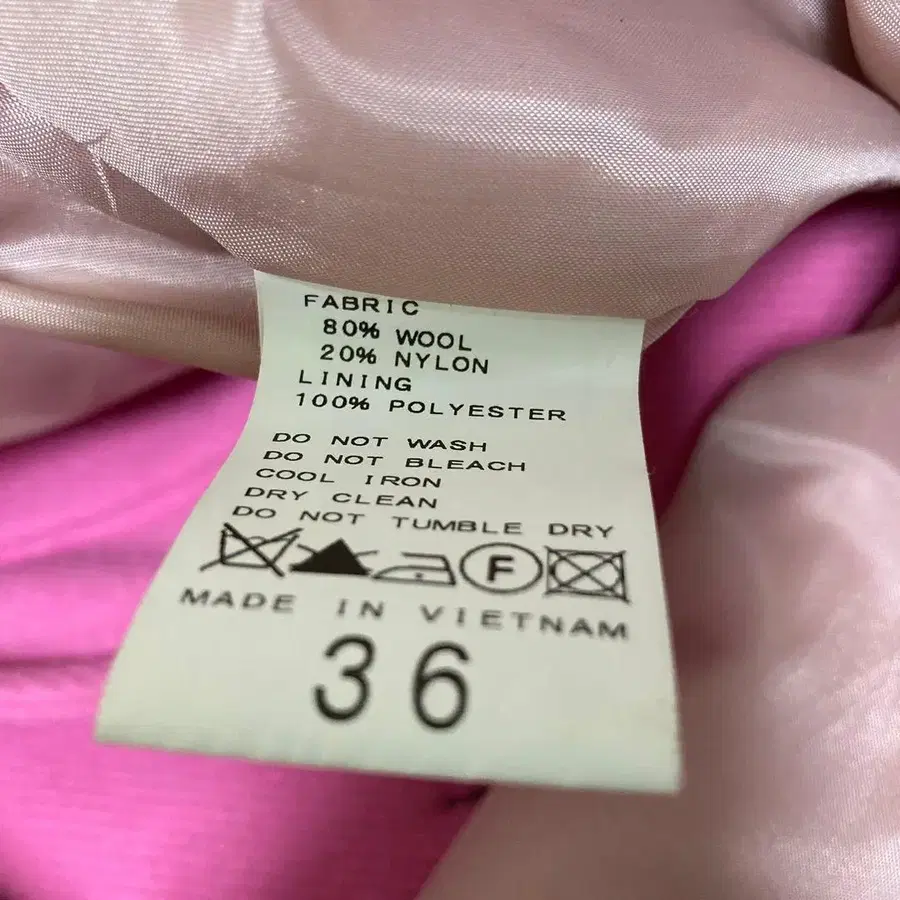 FABRIC
80% WOOL
20% NYLON
LINING
100% POLYESTER
DO NOT WASH
DO NOT BLEACH
COOL IRON
DRY CLEAN
DO NOT TUMBLE DRY
F
MADE IN VIETNAM
36